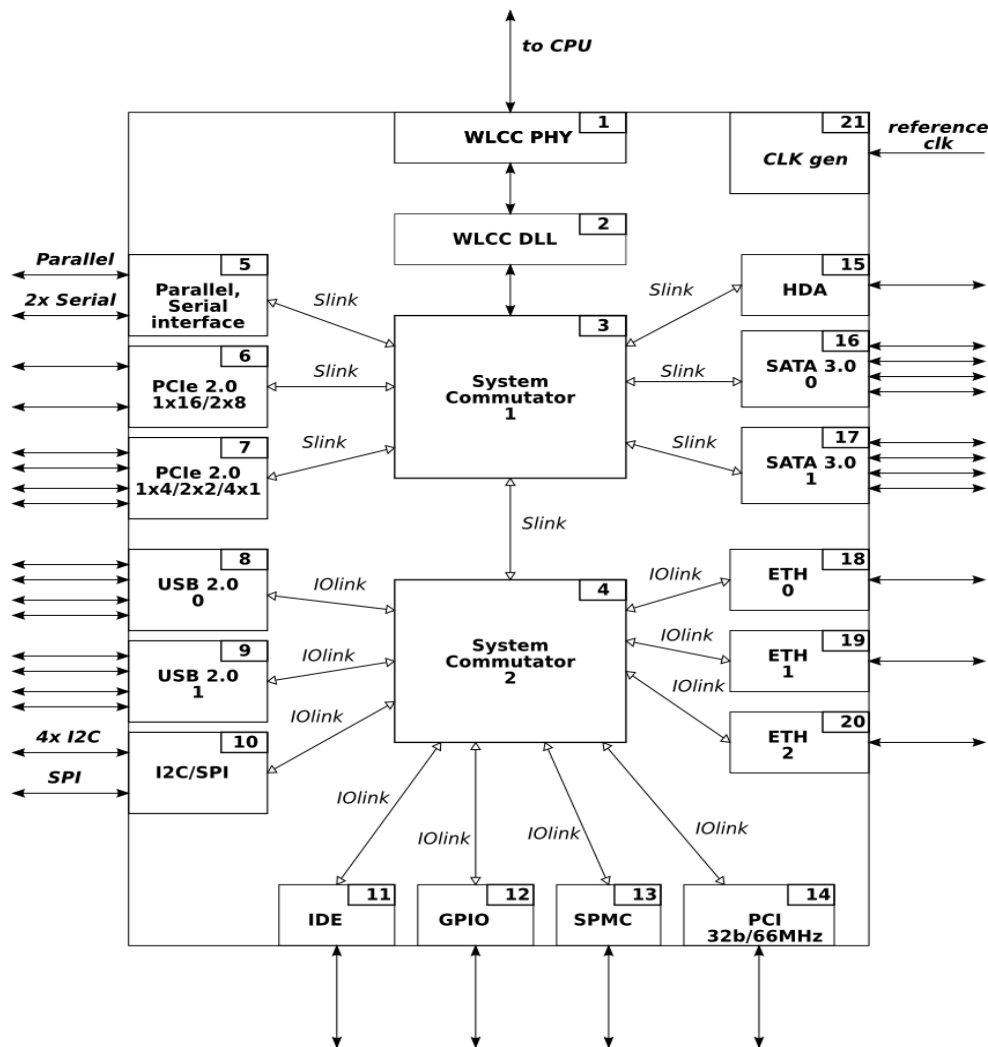 to CPU
1
WLCC PHY
21
CLK gen
reference
clk
2
WLCC DLL
Parallel
2x Serial
5
Parallel,
Serial
interface
Slink
3
System
Commutator
1
Slink
15
HDA
6
PCIe 2.0
1x16/2x8
Slink
Slink
16
SATA 3.0
0
7
PCIe 2.0
1x4/2x2/4x1
Slink
Slink
17
SATA 3.0
1
Slink
8
USB 2.0
0
IOlink
4
System
Commutator
2
IOlink
18
ETH
0
9
USB 2.0
1
IOlink
IOlink
19
ETH
1
4x I2C
SPI
10
I2C/SPI
IOlink
IOlink
20
ETH
2
IOlink
IOlink
IOlink
IOlink
11
IDE
12
GPIO
13
SPMC
14
PCI
32b/66MHz